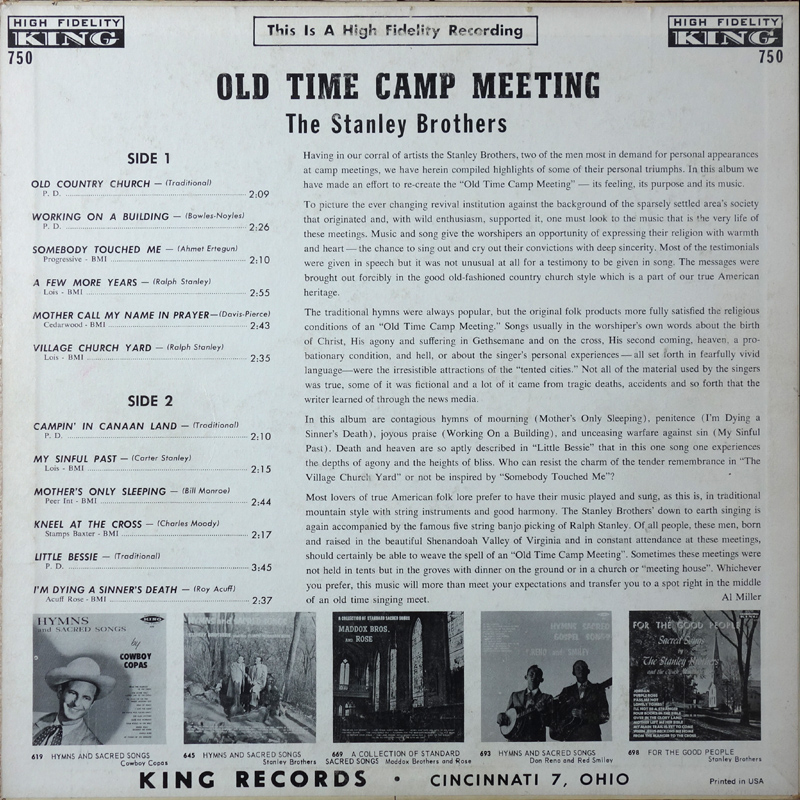 HIGH FIDELITY
KING
750
This Is A High Fidelity Recording
HIGH FIDELITY
KING
750
OLD TIME CAMP MEETING
The Stanley Brothers
SIDE 1
OLD COUNTRY CHURCH — (Traditional)
P. D. 2:09
WORKING ON A BUILDING — (Bowles-Noyles)
P. D. 2:26
SOMEBODY TOUCHED ME — (Ahmet Ertegun)
Progressive - BMI 2:10
A FEW MORE YEARS — (Ralph Stanley)
Lois - BMI 2:55
MOTHER CALL MY NAME IN PRAYER—(Davis-Pierce)
Cedarwood - BMI 2:43
VILLAGE CHURCH YARD — (Ralph Stanley)
Lois - BMI 2:35
SIDE 2
CAMPIN' IN CANAAN LAND — (Traditional)
P. D. 2:10
MY SINFUL PAST — (Carter Stanley)
Lois - BMI 2:15
MOTHER'S ONLY SLEEPING — (Bill Monroe)
Peer Int - BMI 2:44
KNEEL AT THE CROSS — (Charles Moody)
Stamps Baxter - BMI 2:17
LITTLE BESSIE — (Traditional)
P. D. 3:45
I'M DYING A SINNER'S DEATH — (Roy Acuff)
Acuff Rose - BMI 2:37
Having in our corral of artists the Stanley Brothers, two of the men most in demand for personal appearances
at camp meetings, we have herein compiled highlights of some of their personal triumphs. In this album we
have made an effort to re-create the "Old Time Camp Meeting" — its feeling, its purpose and its music.
To picture the ever changing revival institution against the background of the sparsely settled area's society
that originated and, with wild enthusiasm, supported it, one must look to the music that is the very life of
these meetings. Music and song give the worshipers an opportunity of expressing their religion with warmth
and heart — the chance to sing out and cry out their convictions with deep sincerity. Most of the testimonials
were given in speech but it was not unusual at all for a testimony to be given in song. The messages were
brought out forcibly in the good old-fashioned country church style which is a part of our true American
heritage.
The traditional hymns were always popular, but the original folk products more fully satisfied the religious
conditions of an "Old Time Camp Meeting." Songs usually in the worshiper's own words about the birth
of Christ, His agony and suffering in Gethsemane and on the cross, His second coming, heaven, a pro-
bationary condition, and hell, or about the singer's personal experiences — all set forth in fearfully vivid
language—were the irresistible attractions of the "tented cities." Not all of the material used by the singers
was true, some of it was fictional and a lot of it came from tragic deaths, accidents and so forth that the
writer learned of through the news media.
In this album are contagious hymns of mourning (Mother's Only Sleeping), penitence (I'm Dying a
Sinner's Death), joyous praise (Working On a Building), and unceasing warfare against sin (My Sinful
Past). Death and heaven are so aptly described in "Little Bessie" that in this one song one experiences
the depths of agony and the heights of bliss. Who can resist the charm of the tender remembrance in "The
Village Church Yard" or not be inspired by "Somebody Touched Me"?
Most lovers of true American folk lore prefer to have their music played and sung, as this is, in traditional
mountain style with string instruments and good harmony. The Stanley Brothers' down to earth singing is
again accompanied by the famous five string banjo picking of Ralph Stanley. Of all people, these men, born
and raised in the beautiful Shenandoah Valley of Virginia and in constant attendance at these meetings,
should certainly be able to weave the spell of an "Old Time Camp Meeting". Sometimes these meetings were
not held in tents but in the groves with dinner on the ground or in a church or "meeting house". Whichever
you prefer, this music will more than meet your expectations and transfer you to a spot right in the middle
of an old time singing meet. Al Miller
HYMNS
and SACRED SONGS
by
COWBOY
COPAS
KING
A COLLECTION OF STANDARD SACRED SONGS
MADDOX BROS.
AND ROSE
HYMNS SACRED
GOSPEL SONGS
RENO and SMILEY
FOR THE GOOD PEOPLE
Sacred Songs
by
The Stanley Brothers
619 HYMNS AND SACRED SONGS
Cowboy Copas
645 HYMNS AND SACRED SONGS
Stanley Brothers
669 A COLLECTION OF STANDARD
SACRED SONGS Maddox Brothers and Rose
693 HYMNS AND SACRED SONGS
Don Reno and Red Smiley
698 FOR THE GOOD PEOPLE
Stanley Brothers
KING RECORDS • CINCINNATI 7, OHIO
Printed in USA